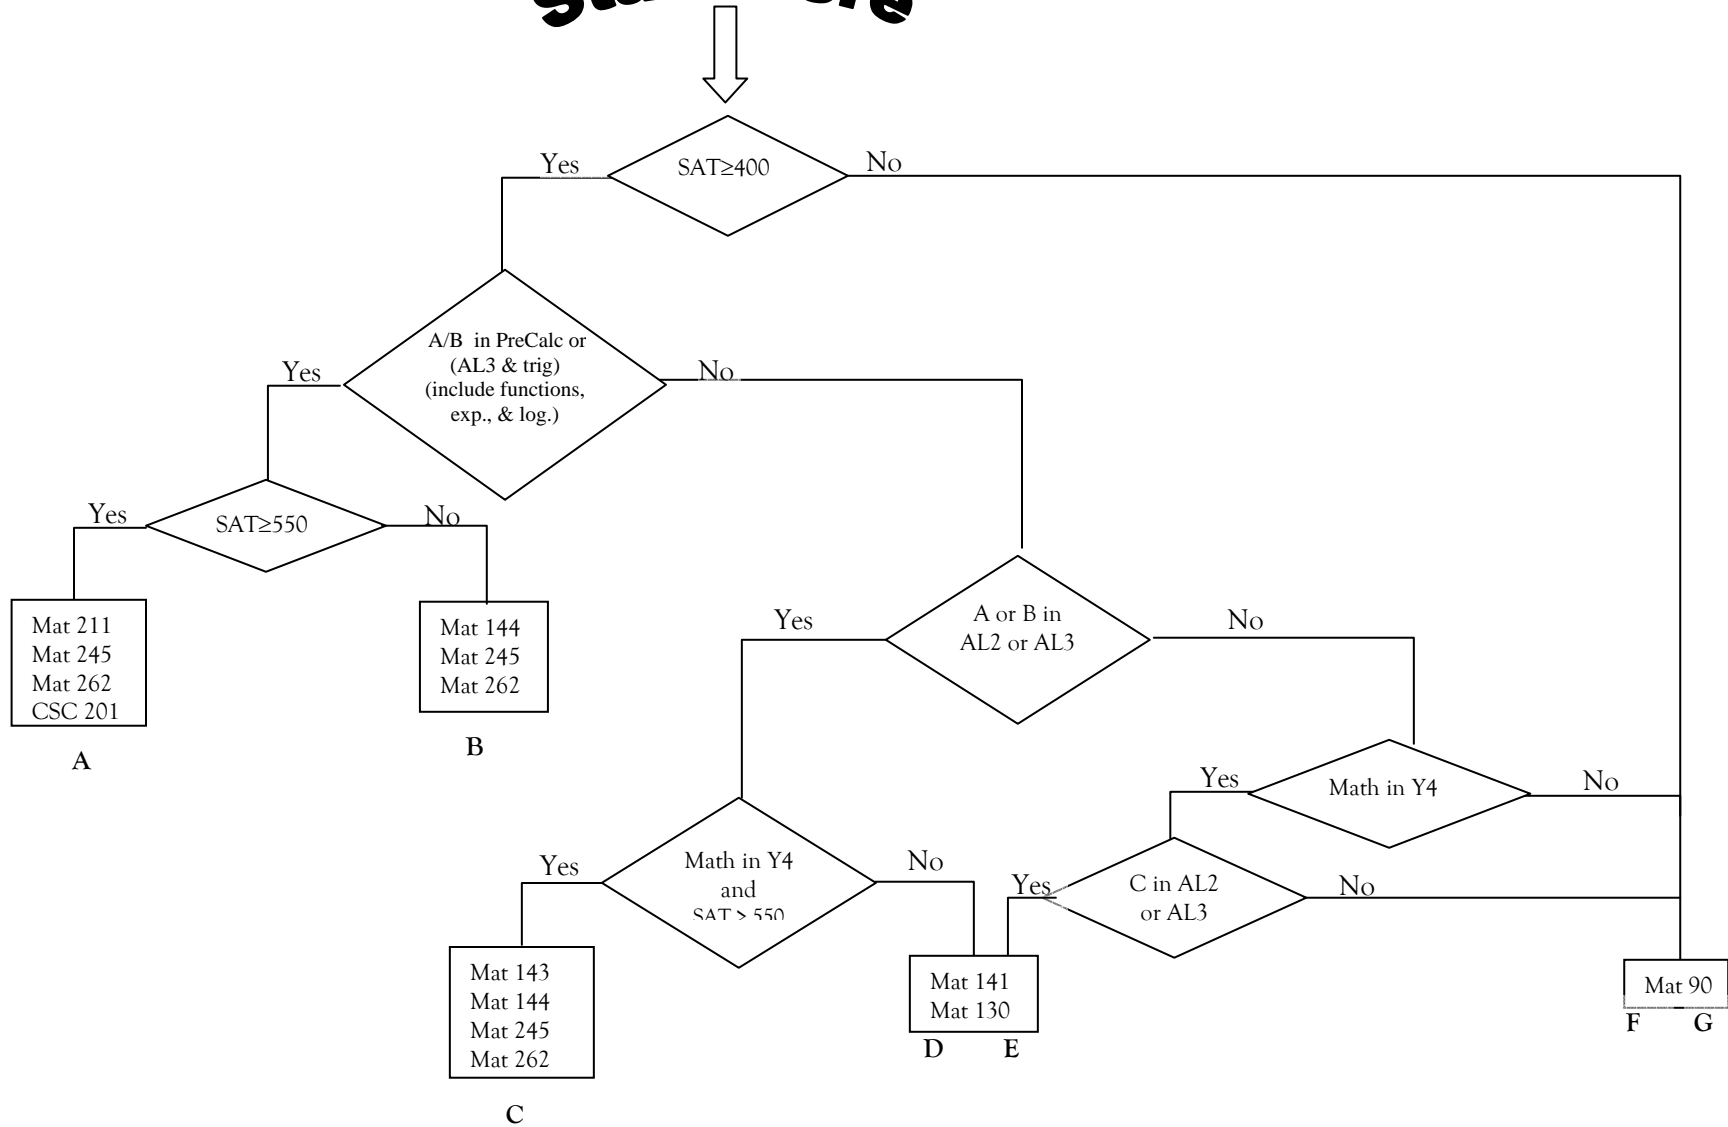 Yes
SAT≥400
No
A/B in PreCalc or
(AL3 & trig)
(include functions,
exp., & log.)
Yes
No
Yes
SAT≥550
No
Mat 211
Mat 245
Mat 262
CSC 201
A
Mat 144
Mat 245
Mat 262
B
Yes
A or B in
AL2 or AL3
No
Yes
Math in Y4
No
Yes
Math in Y4
and
SAT > 550
No
Yes
C in AL2
or AL3
No
Mat 143
Mat 144
Mat 245
Mat 262
C
Mat 141
Mat 130
D E
Mat 90
F G